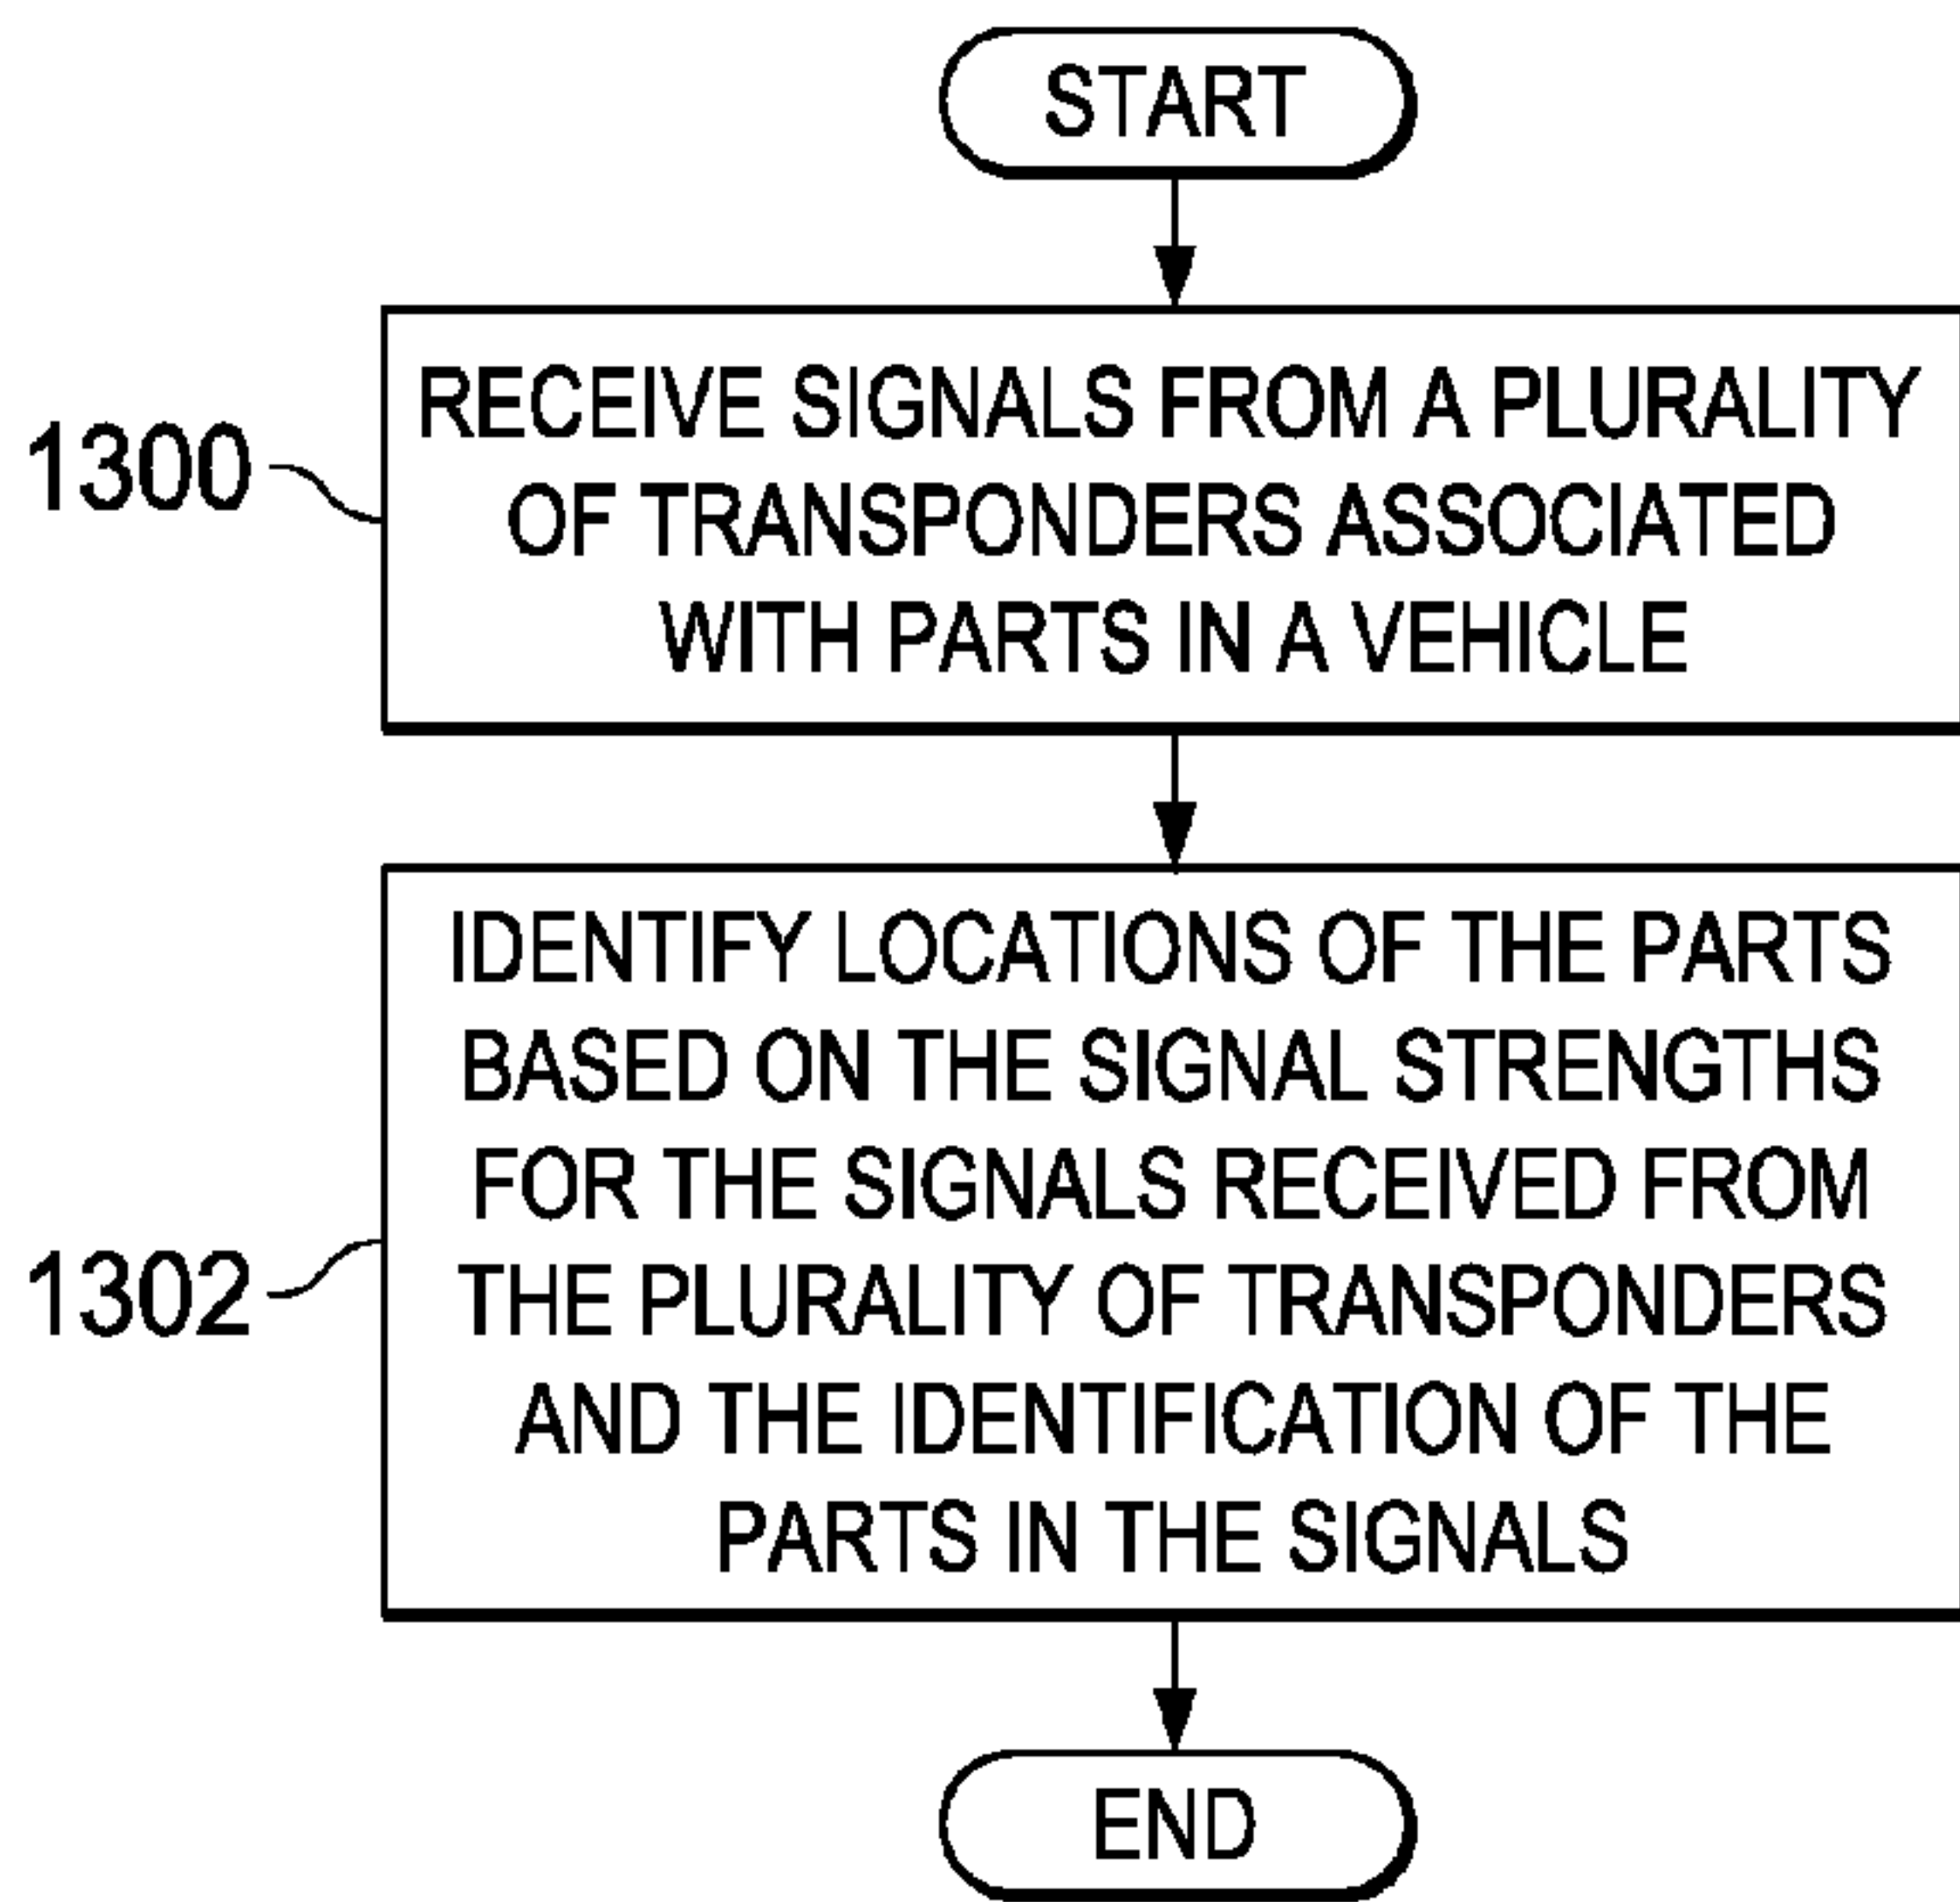 START
1300
RECEIVE SIGNALS FROM A PLURALITY
OF TRANSPONDERS ASSOCIATED
WITH PARTS IN A VEHICLE
1302
IDENTIFY LOCATIONS OF THE PARTS
BASED ON THE SIGNAL STRENGTHS
FOR THE SIGNALS RECEIVED FROM
THE PLURALITY OF TRANSPONDERS
AND THE IDENTIFICATION OF THE
PARTS IN THE SIGNALS
END